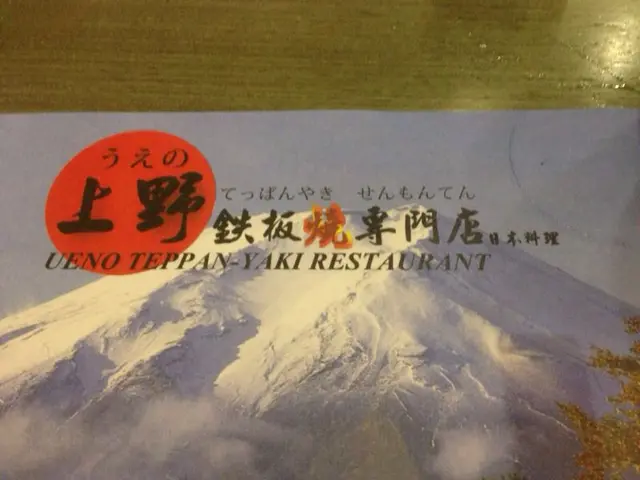 うえの
上野
てっぱんやき せんもんてん
鉄板焼専門店日本料理
UENO TEPPAN-YAKI RESTAURANT